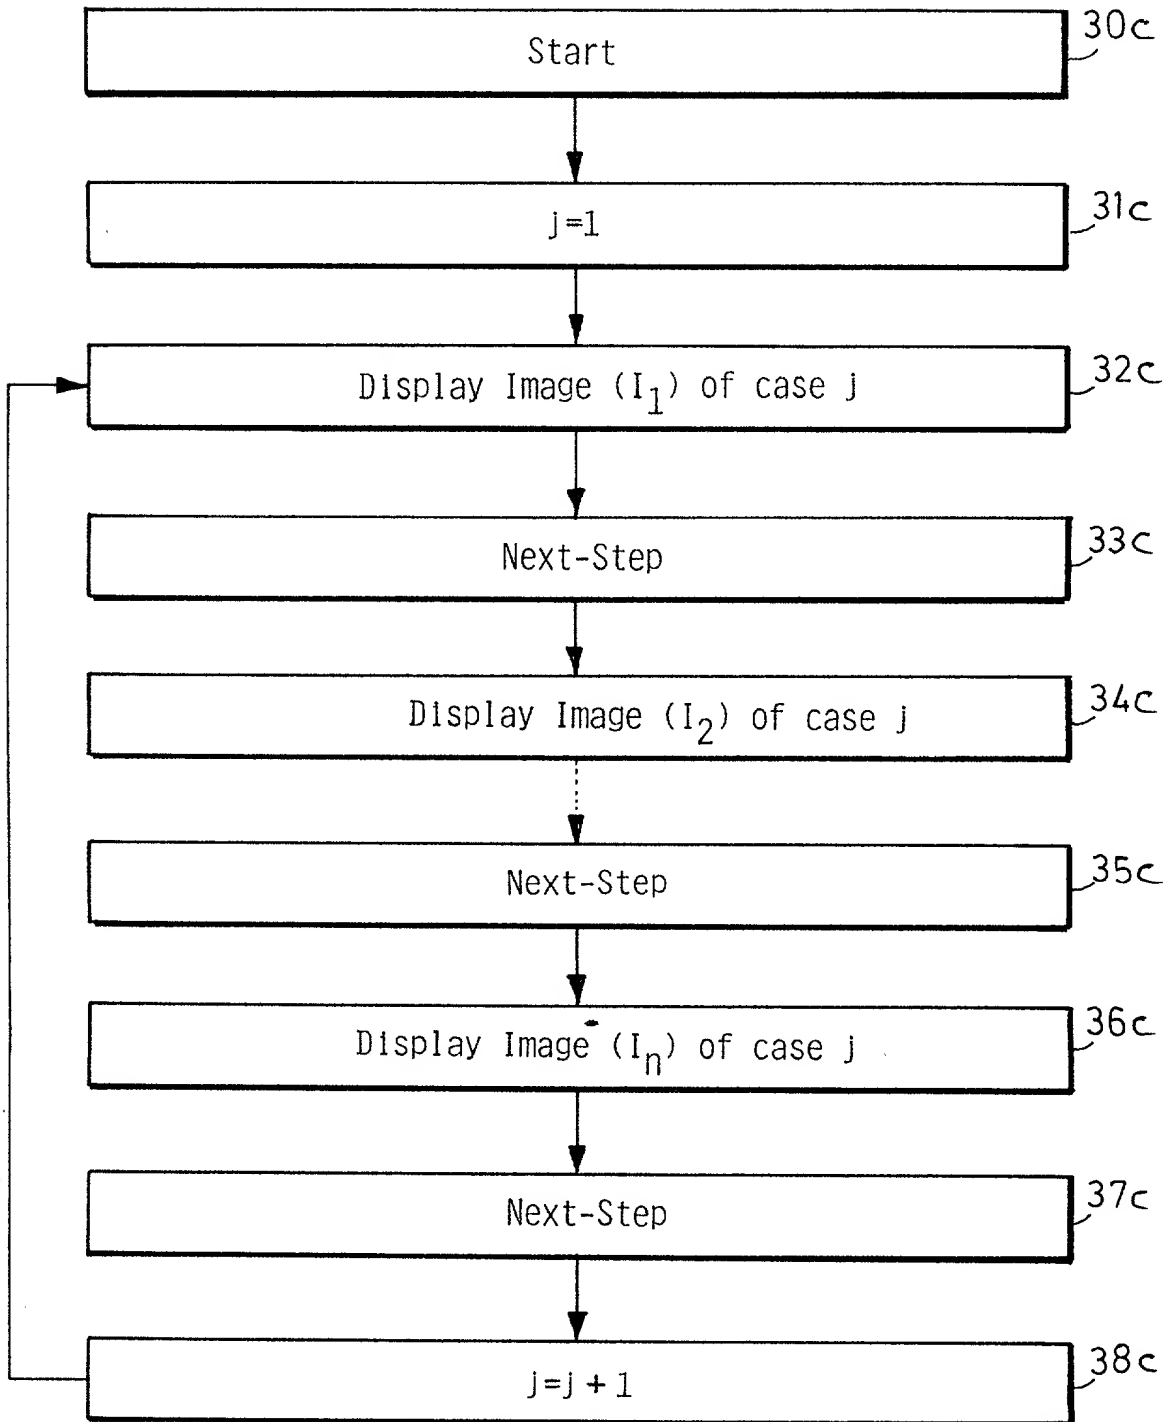 Start 30c
j=1 31c
Display Image (I₁) of case j 32c
Next-Step 33c
Display Image (I₂) of case j 34c
Next-Step 35c
Display Image (Iₙ) of case j 36c
Next-Step 37c
j=j + 1 38c